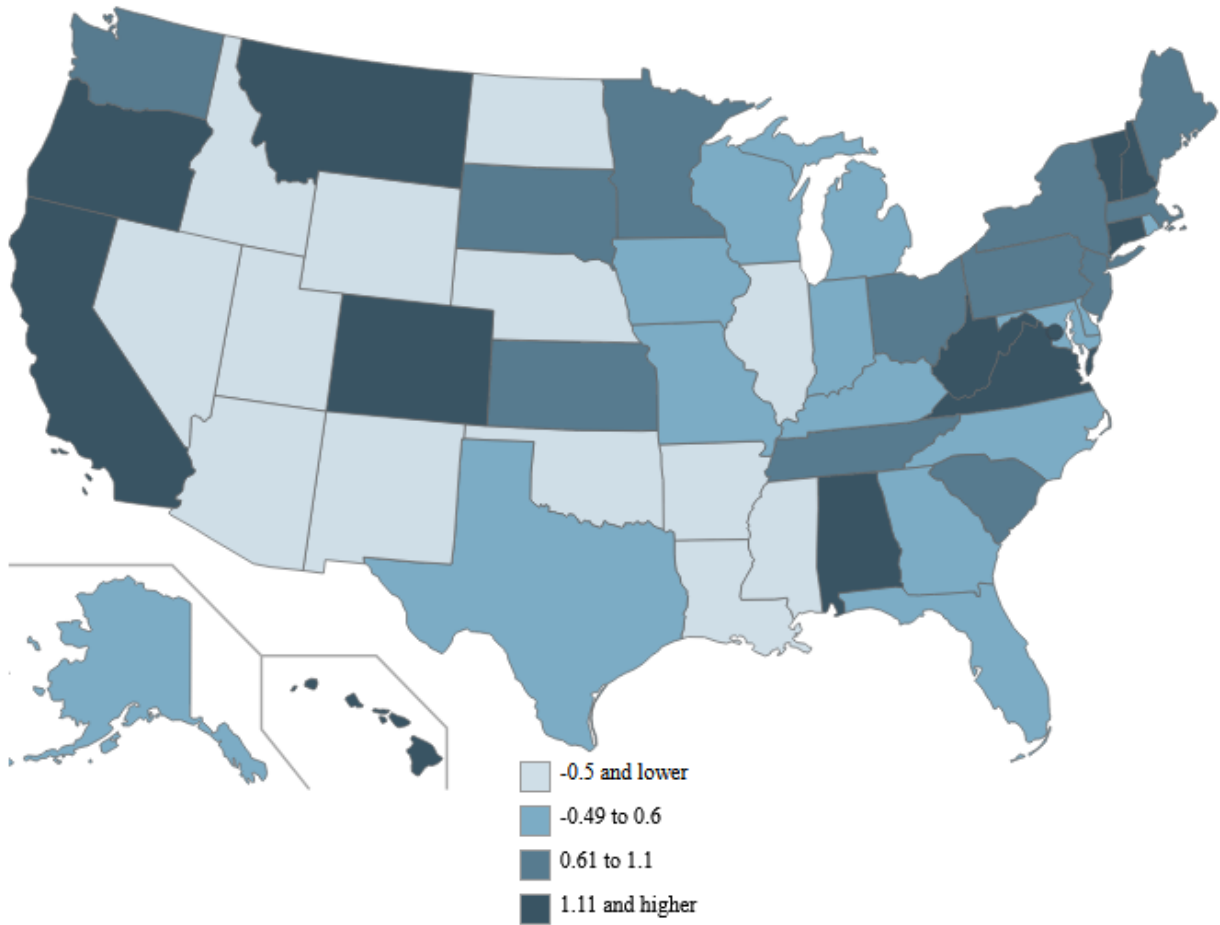 -0.5 and lower
-0.49 to 0.6
0.61 to 1.1
1.11 and higher